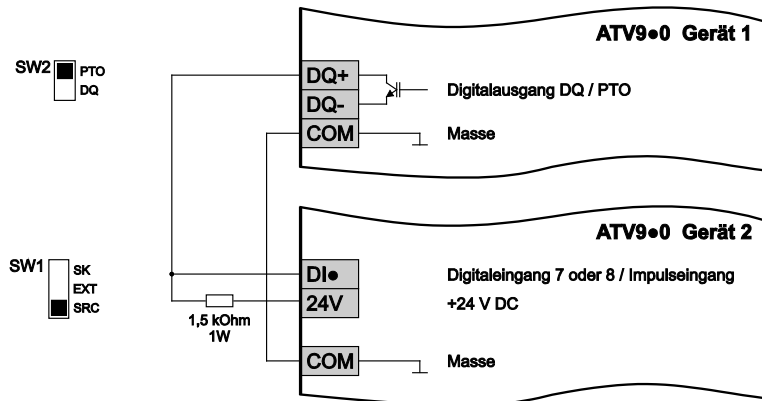 ATV9●0 Gerät 1
SW2
PTO
DQ
DQ+
DQ-
Digitalausgang DQ / PTO
COM
Masse
ATV9●0 Gerät 2
SW1
SK
EXT
SRC
DI●
Digitaleingang 7 oder 8 / Impulseingang
24V
+24 V DC
1,5 kOhm
1W
COM
Masse